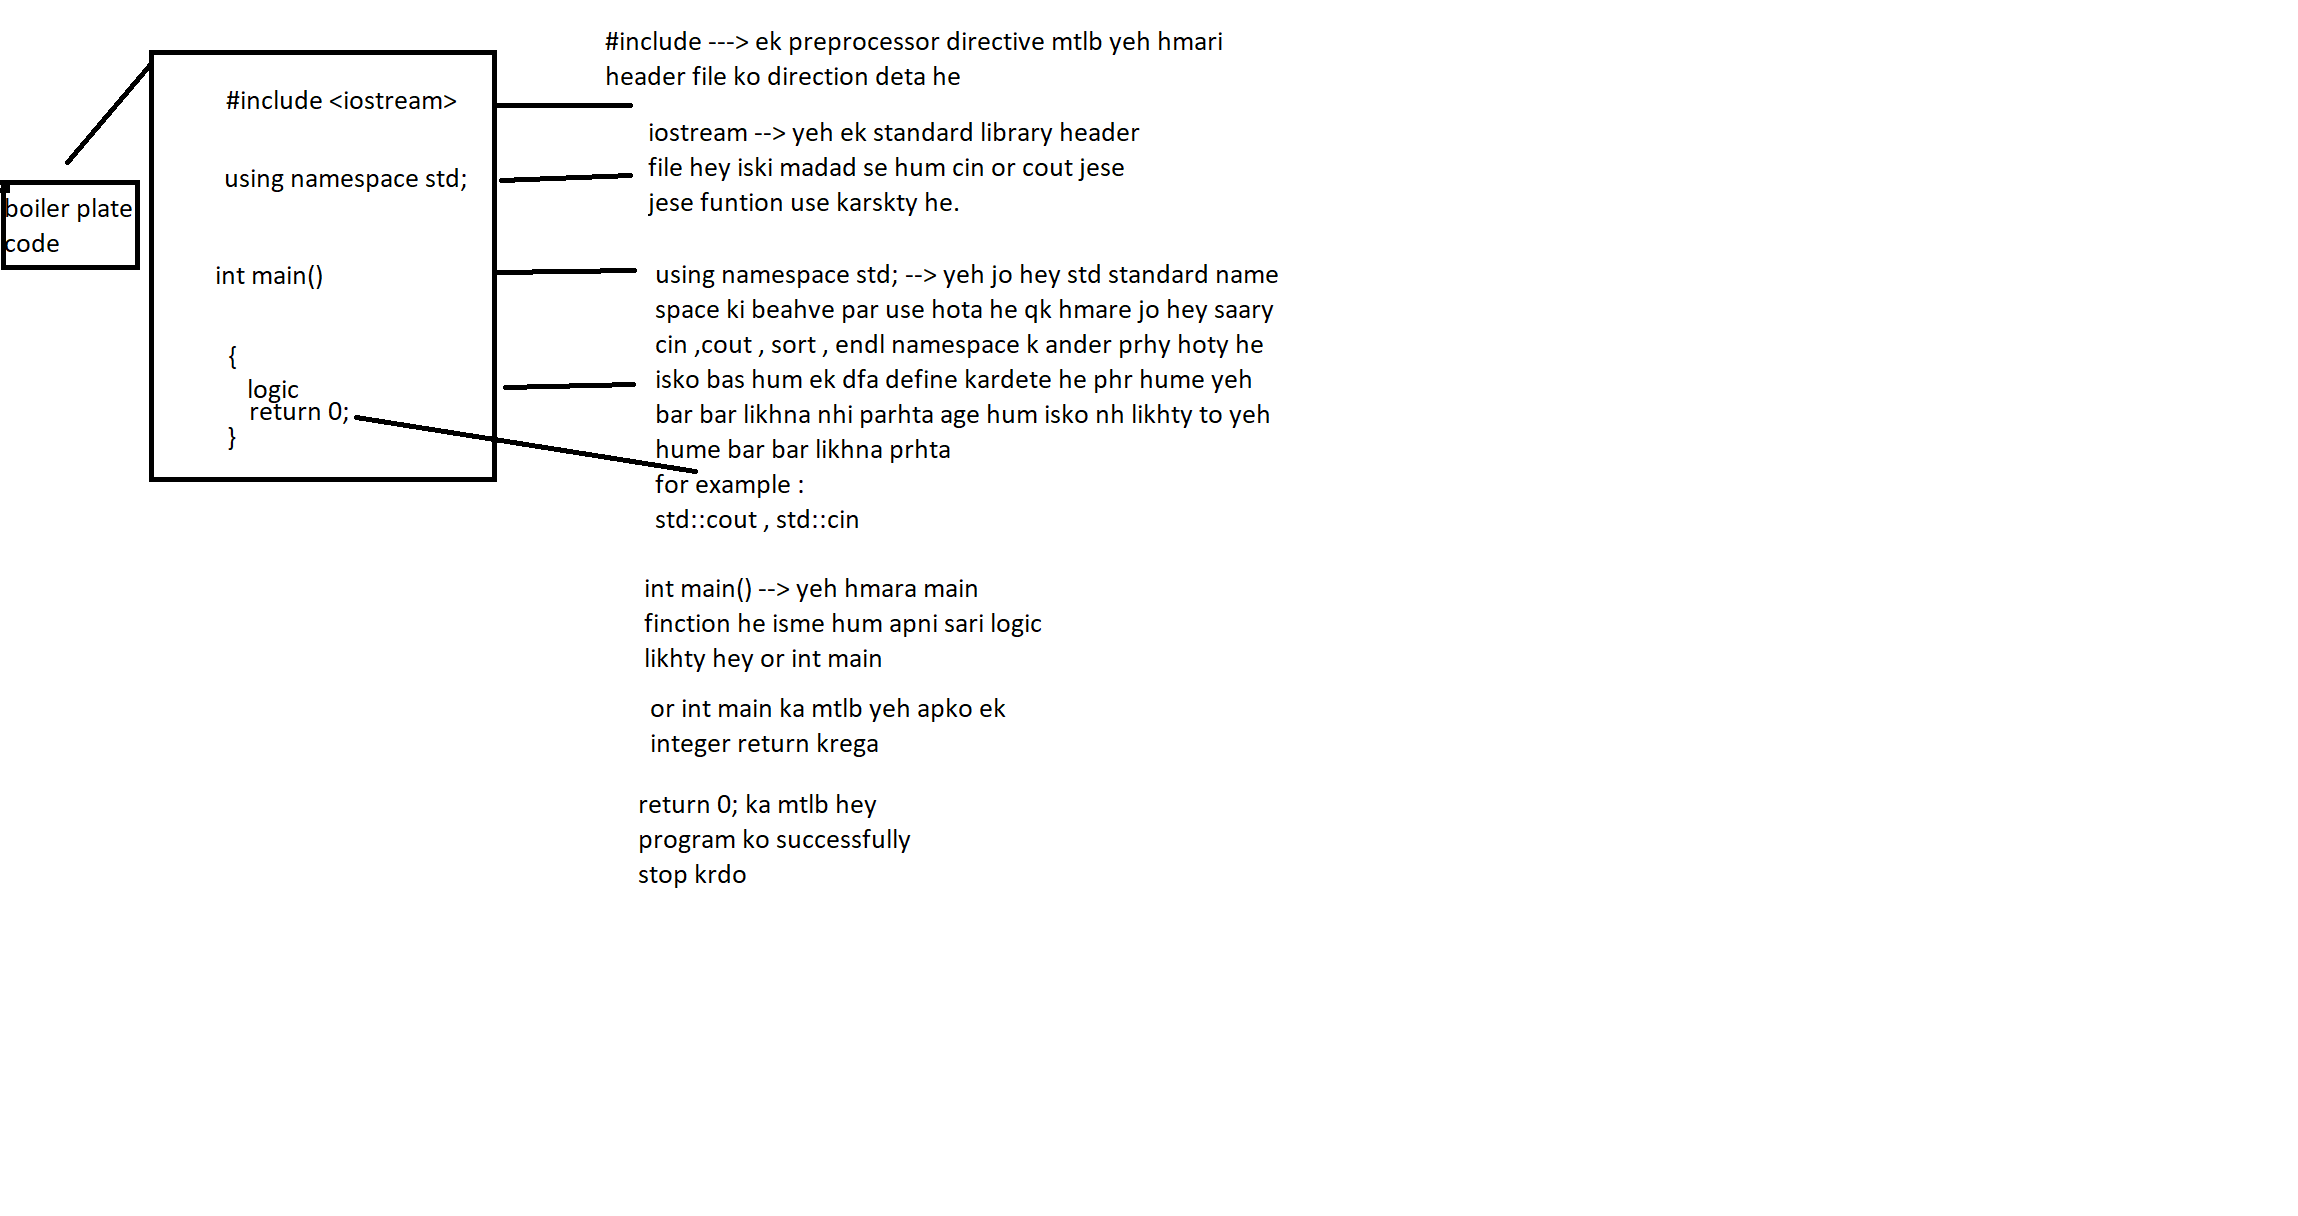 boiler plate
code
#include <iostream>
using namespace std;
int main()
{
logic
return 0;
}
#include ---> ek preprocessor directive mtlb yeh hmari
header file ko direction deta he
iostream --> yeh ek standard library header
file hey iski madad se hum cin or cout jese
jese funtion use karskty he.
using namespace std; --> yeh jo hey std standard name
space ki beahve par use hota he qk hmare jo hey saary
cin ,cout , sort , endl namespace k ander prhy hoty he
isko bas hum ek dfa define kardete he phr hume yeh
bar bar likhna nhi parhta age hum isko nh likhty to yeh
hume bar bar likhna prhta
for example :
std::cout , std::cin
int main() --> yeh hmara main
finction he isme hum apni sari logic
likhty hey or int main
or int main ka mtlb yeh apko ek
integer return krega
return 0; ka mtlb hey
program ko successfully
stop krdo